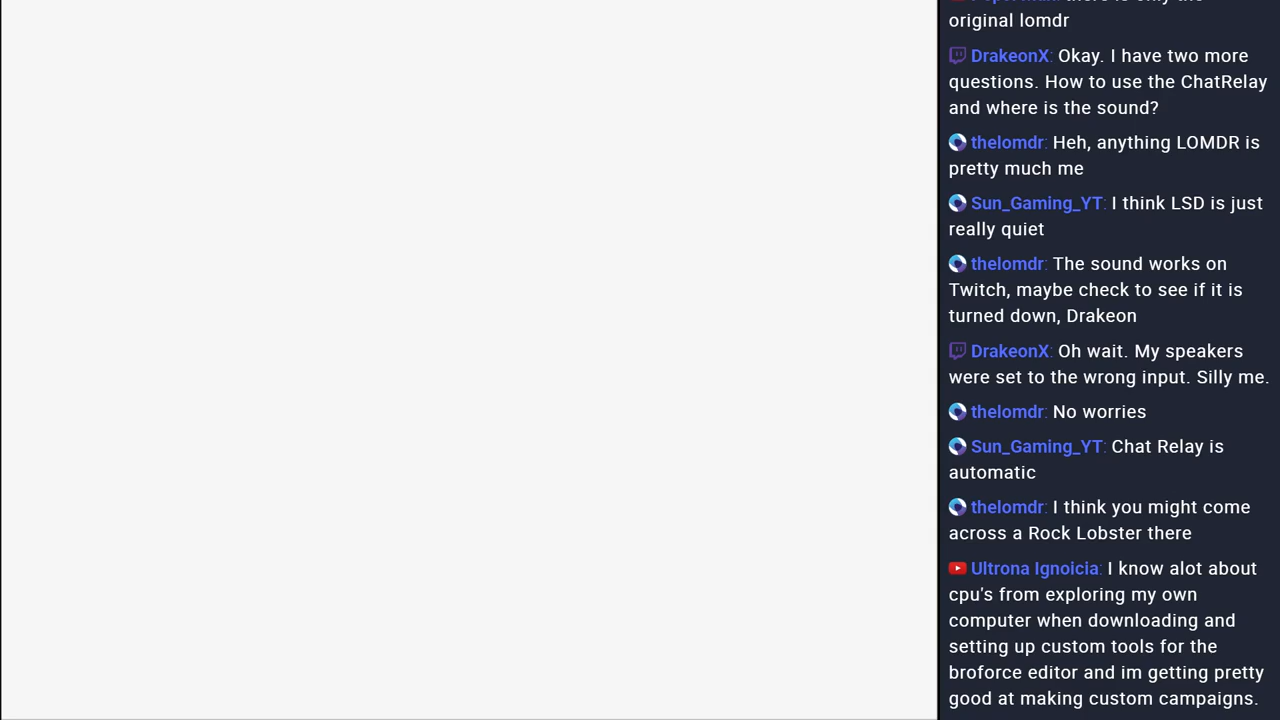 original lomdr
DrakeonX: Okay. I have two more
questions. How to use the ChatRelay
and where is the sound?
thelomdr: Heh, anything LOMDR is
pretty much me
Sun_Gaming_YT: I think LSD is just
really quiet
thelomdr: The sound works on
Twitch, maybe check to see if it is
turned down, Drakeon
DrakeonX: Oh wait. My speakers
were set to the wrong input. Silly me.
thelomdr: No worries
Sun_Gaming_YT: Chat Relay is
automatic
thelomdr: I think you might come
across a Rock Lobster there
Ultrona Ignoicia: I know alot about
cpu's from exploring my own
computer when downloading and
setting up custom tools for the
broforce editor and im getting pretty
good at making custom campaigns.